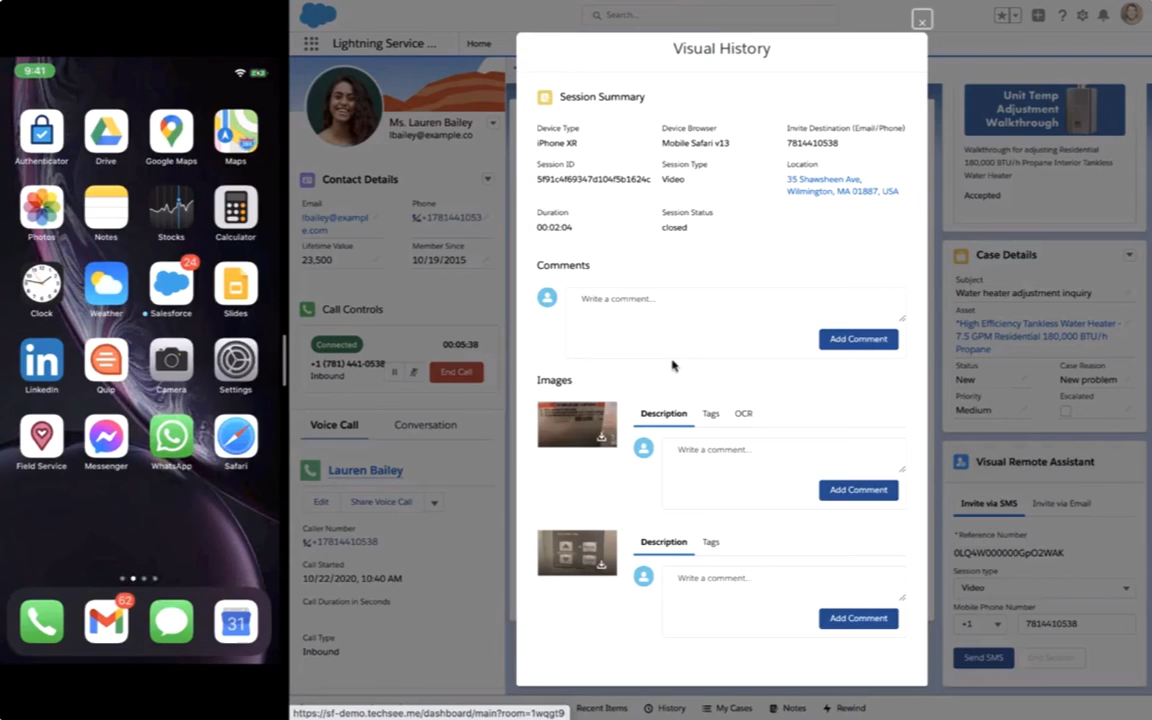 9:41
Authenticator
Drive
Google Maps
Maps
Photos
Notes
Stocks
Calculator
24
Clock
Weather
Salesforce
Slides
LinkedIn
Quip
Camera
Settings
Field Service
Messenger
WhatsApp
Safari
62
31
Search...
Lightning Service ...
Home
Ms. Lauren Bailey
lbailey@example.co
Contact Details
Email
Phone
lbailey@exampl
e.com
+1781441053
Lifetime Value
Member Since
23,500
10/19/2015
Call Controls
Connected
00:05:38
+1 (781) 441-0538
Inbound
End Call
Voice Call
Conversation
Lauren Bailey
Edit
Share Voice Call
Caller Number
+17814410538
Call Started
10/22/2020, 10:40 AM
Call Duration in Seconds
Call Type
Inbound
https://sf-demo.techsee.me/dashboard/main?room=1wqgt9
Visual History
Session Summary
Device Type
Device Browser
Invite Destination (Email/Phone)
iPhone XR
Mobile Safari v13
7814410538
Session ID
Session Type
Location
5f91c4f69347d104f5b1624c
Video
35 Shawsheen Ave,
Wilmington, MA 01887, USA
Duration
Session Status
00:02:04
closed
Comments
Write a comment...
Add Comment
Images
Description
Tags
OCR
Write a comment...
Add Comment
Description
Tags
Write a comment...
Add Comment
Unit Temp
Adjustment
Walkthrough
Walkthrough for adjusting Residential
180,000 BTU/h Propane Interior Tankless
Water Heater
Accepted
Case Details
Subject
Water heater adjustment inquiry
Asset
*High Efficiency Tankless Water Heater -
7.5 GPM Residential 180,000 BTU/h
Propane
Status
Case Reason
New
New problem
Priority
Escalated
Medium
Visual Remote Assistant
Invite via SMS
Invite via Email
* Reference Number
0LQ4W000000GpO2WAK
Session type
Video
Mobile Phone Number
+1
7814410538
Send SMS
End Session
Recent Items
History
My Cases
Notes
Rewind